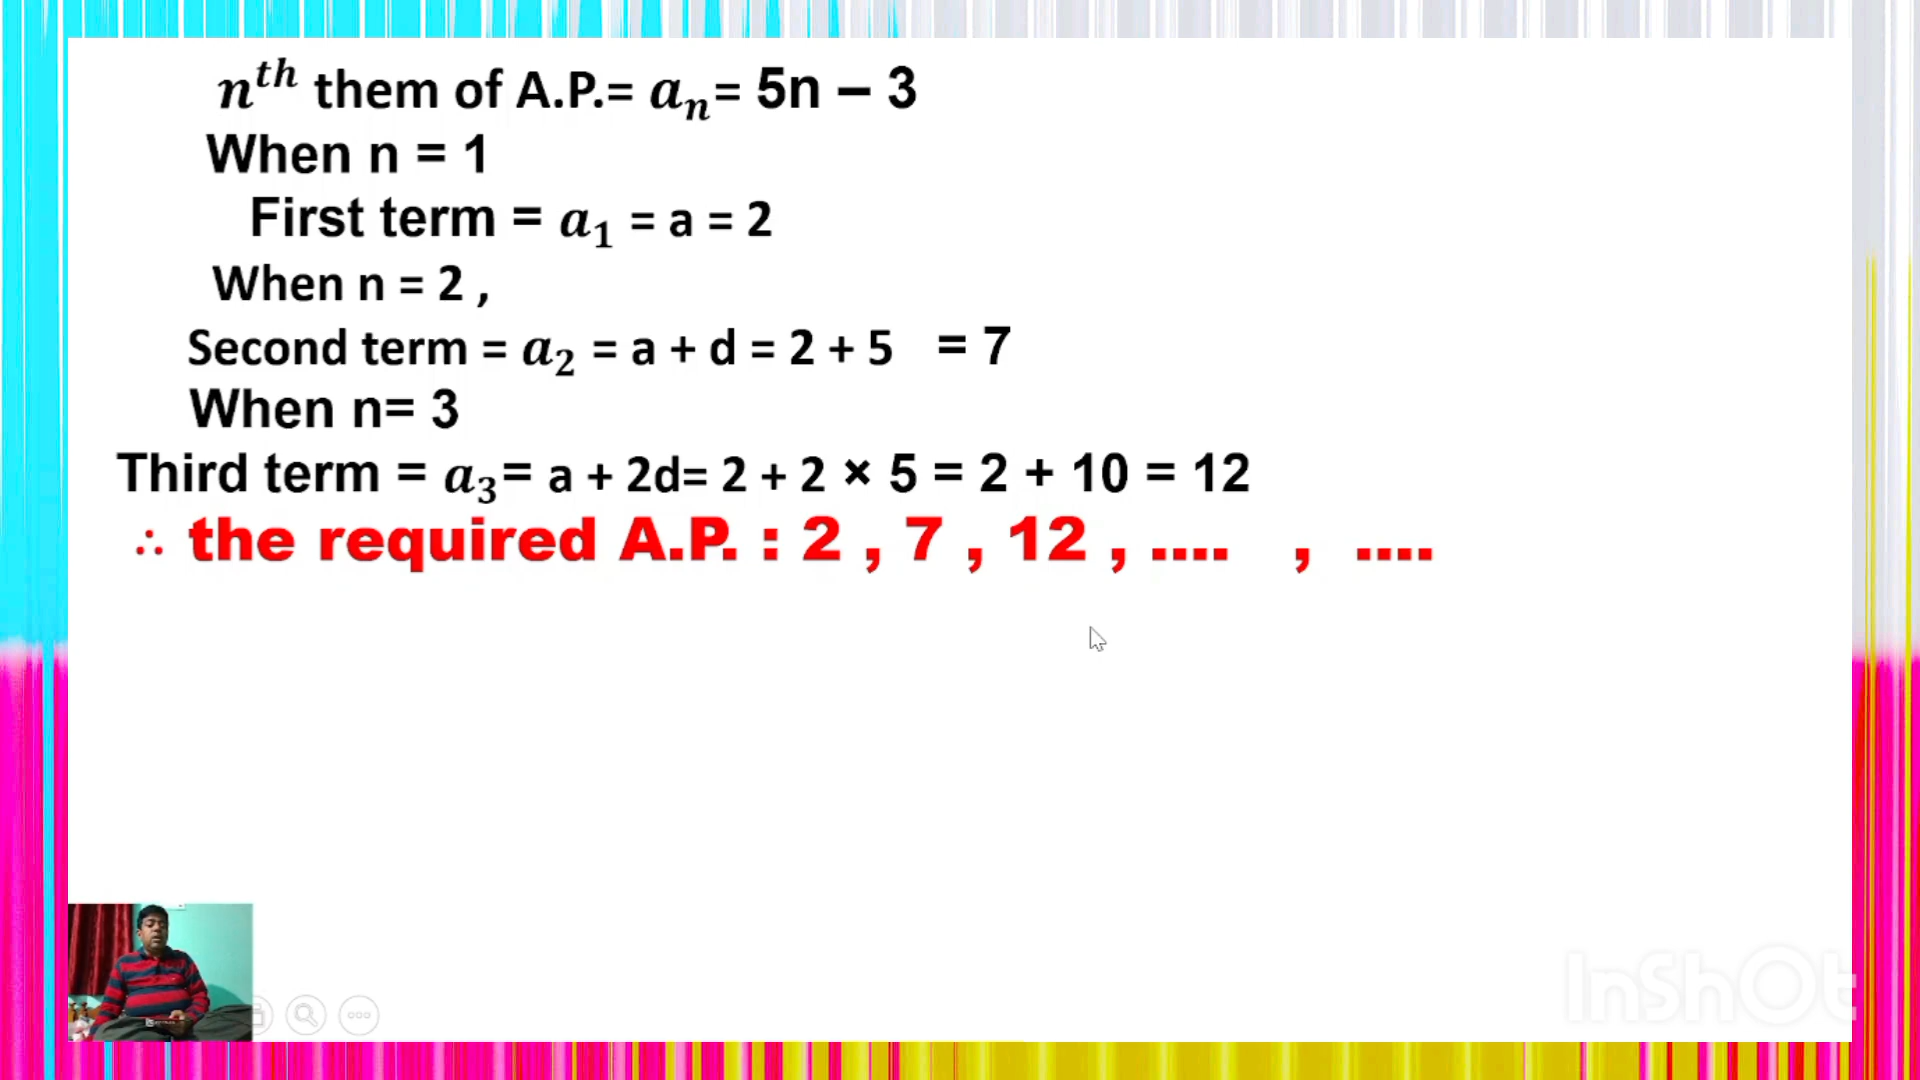 nᵗʰ them of A.P.= aₙ= 5n – 3
When n = 1
First term = a₁ = a = 2
When n = 2 ,
Second term = a₂ = a + d = 2 + 5 = 7
When n= 3
Third term = a₃= a + 2d= 2 + 2 × 5 = 2 + 10 = 12
∴ the required A.P. : 2 , 7 , 12 , .... , ....
InShOt